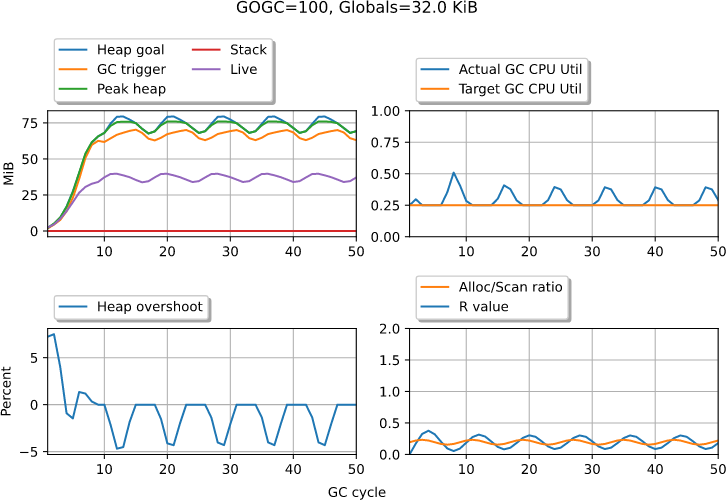 GOGC=100, Globals=32.0 KiB
Heap goal
GC trigger
Peak heap
Stack
Live
MiB
75
50
25
0
10 20 30 40 50
Actual GC CPU Util
Target GC CPU Util
1.00
0.75
0.50
0.25
0.00
10 20 30 40 50
Heap overshoot
Percent
5
0
−5
10 20 30 40 50
Alloc/Scan ratio
R value
2.0
1.5
1.0
0.5
0.0
10 20 30 40 50
GC cycle